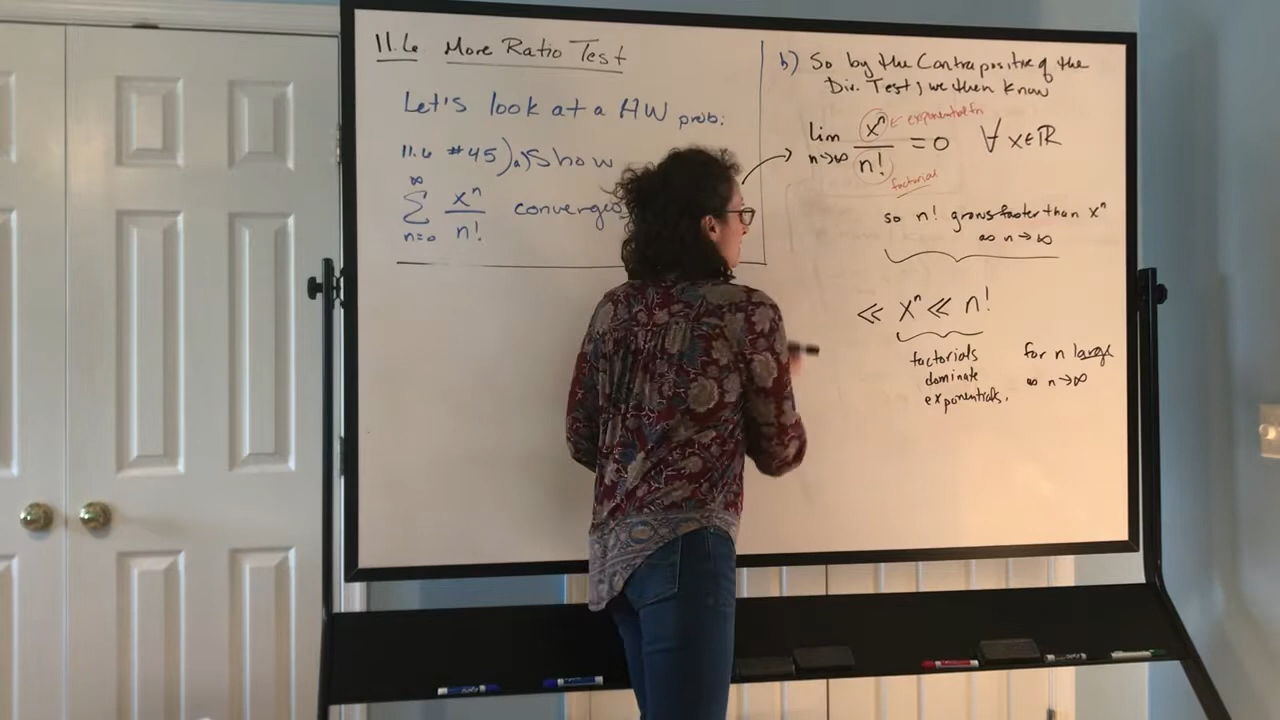 11.6 More Ratio Test
Let's look at a HW prob:
11.6 #45) a) Show
∞
∑ xⁿ/n! converges
n=0
b) So by the Contrapositive of the
Div. Test, we then know
lim n→∞ xⁿ/n! = 0 ∀ x∈ℝ
← exponential fn
factorial
so n! grows faster than xⁿ
as n→∞
≪ xⁿ ≪ n!
factorials
dominate
exponentials.
for n large
as n→∞